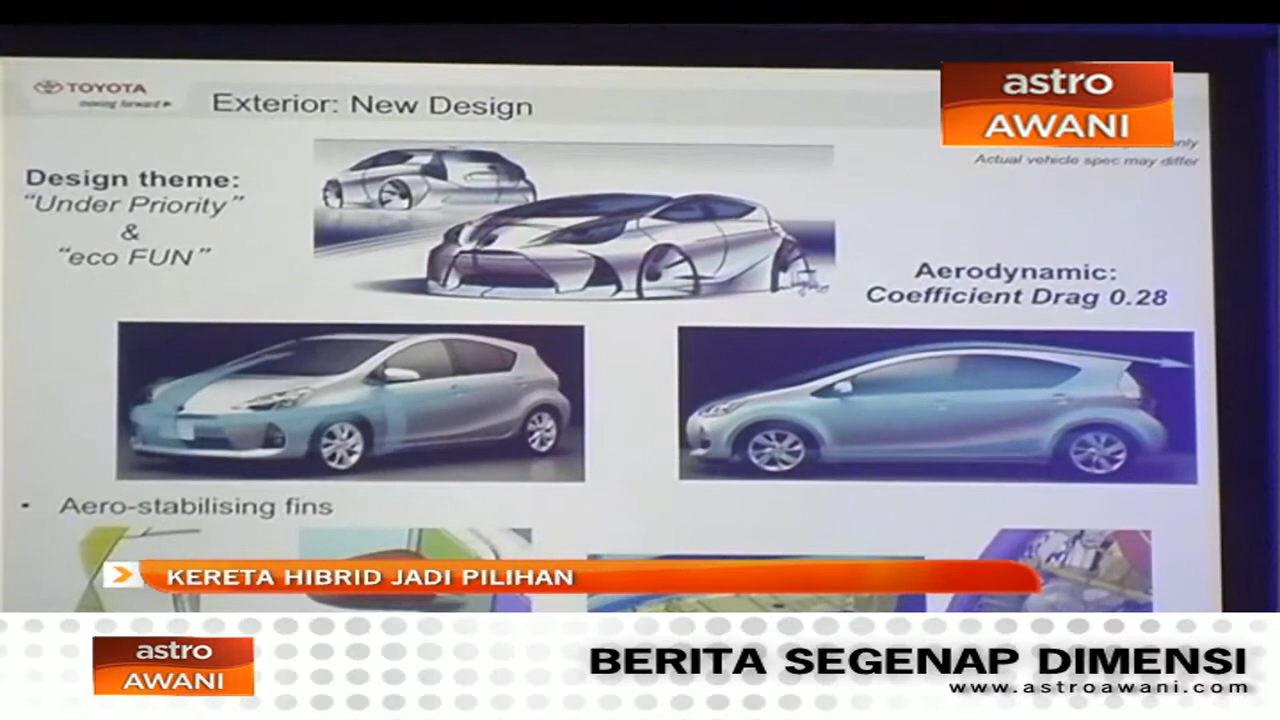 TOYOTA
moving forward
Exterior: New Design
astro
AWANI
only
Actual vehicle spec may differ
Design theme:
"Under Priority"
&
"eco FUN"
Aerodynamic:
Coefficient Drag 0.28
• Aero-stabilising fins
KERETA HIBRID JADI PILIHAN
astro
AWANI
BERITA SEGENAP DIMENSI
www.astroawani.com